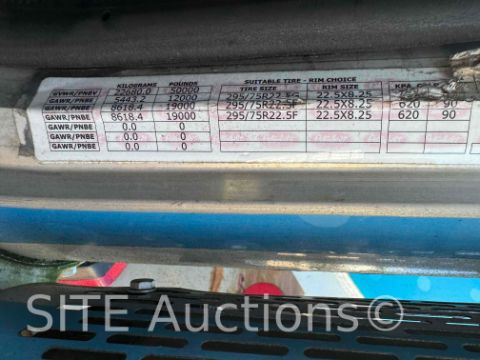 KILOGRAMS POUNDS SUITABLE TIRE - RIM CHOICE
TIRE SIZE RIM SIZE KPA
GVWR/PNBV 22680.0 50000
5443.2 12000 295/75R22.5G 22.5X8.25
GAWR/PNBE 8618.4 19000 295/75R22.5F 22.5X8.25 620 90
GAWR/PNBE 8618.4 19000 295/75R22.5F 22.5X8.25 620 90
GAWR/PNBE 0.0 0
GAWR/PNBE 0.0 0
GAWR/PNBE 0.0 0
© SITE Auctions.com ©